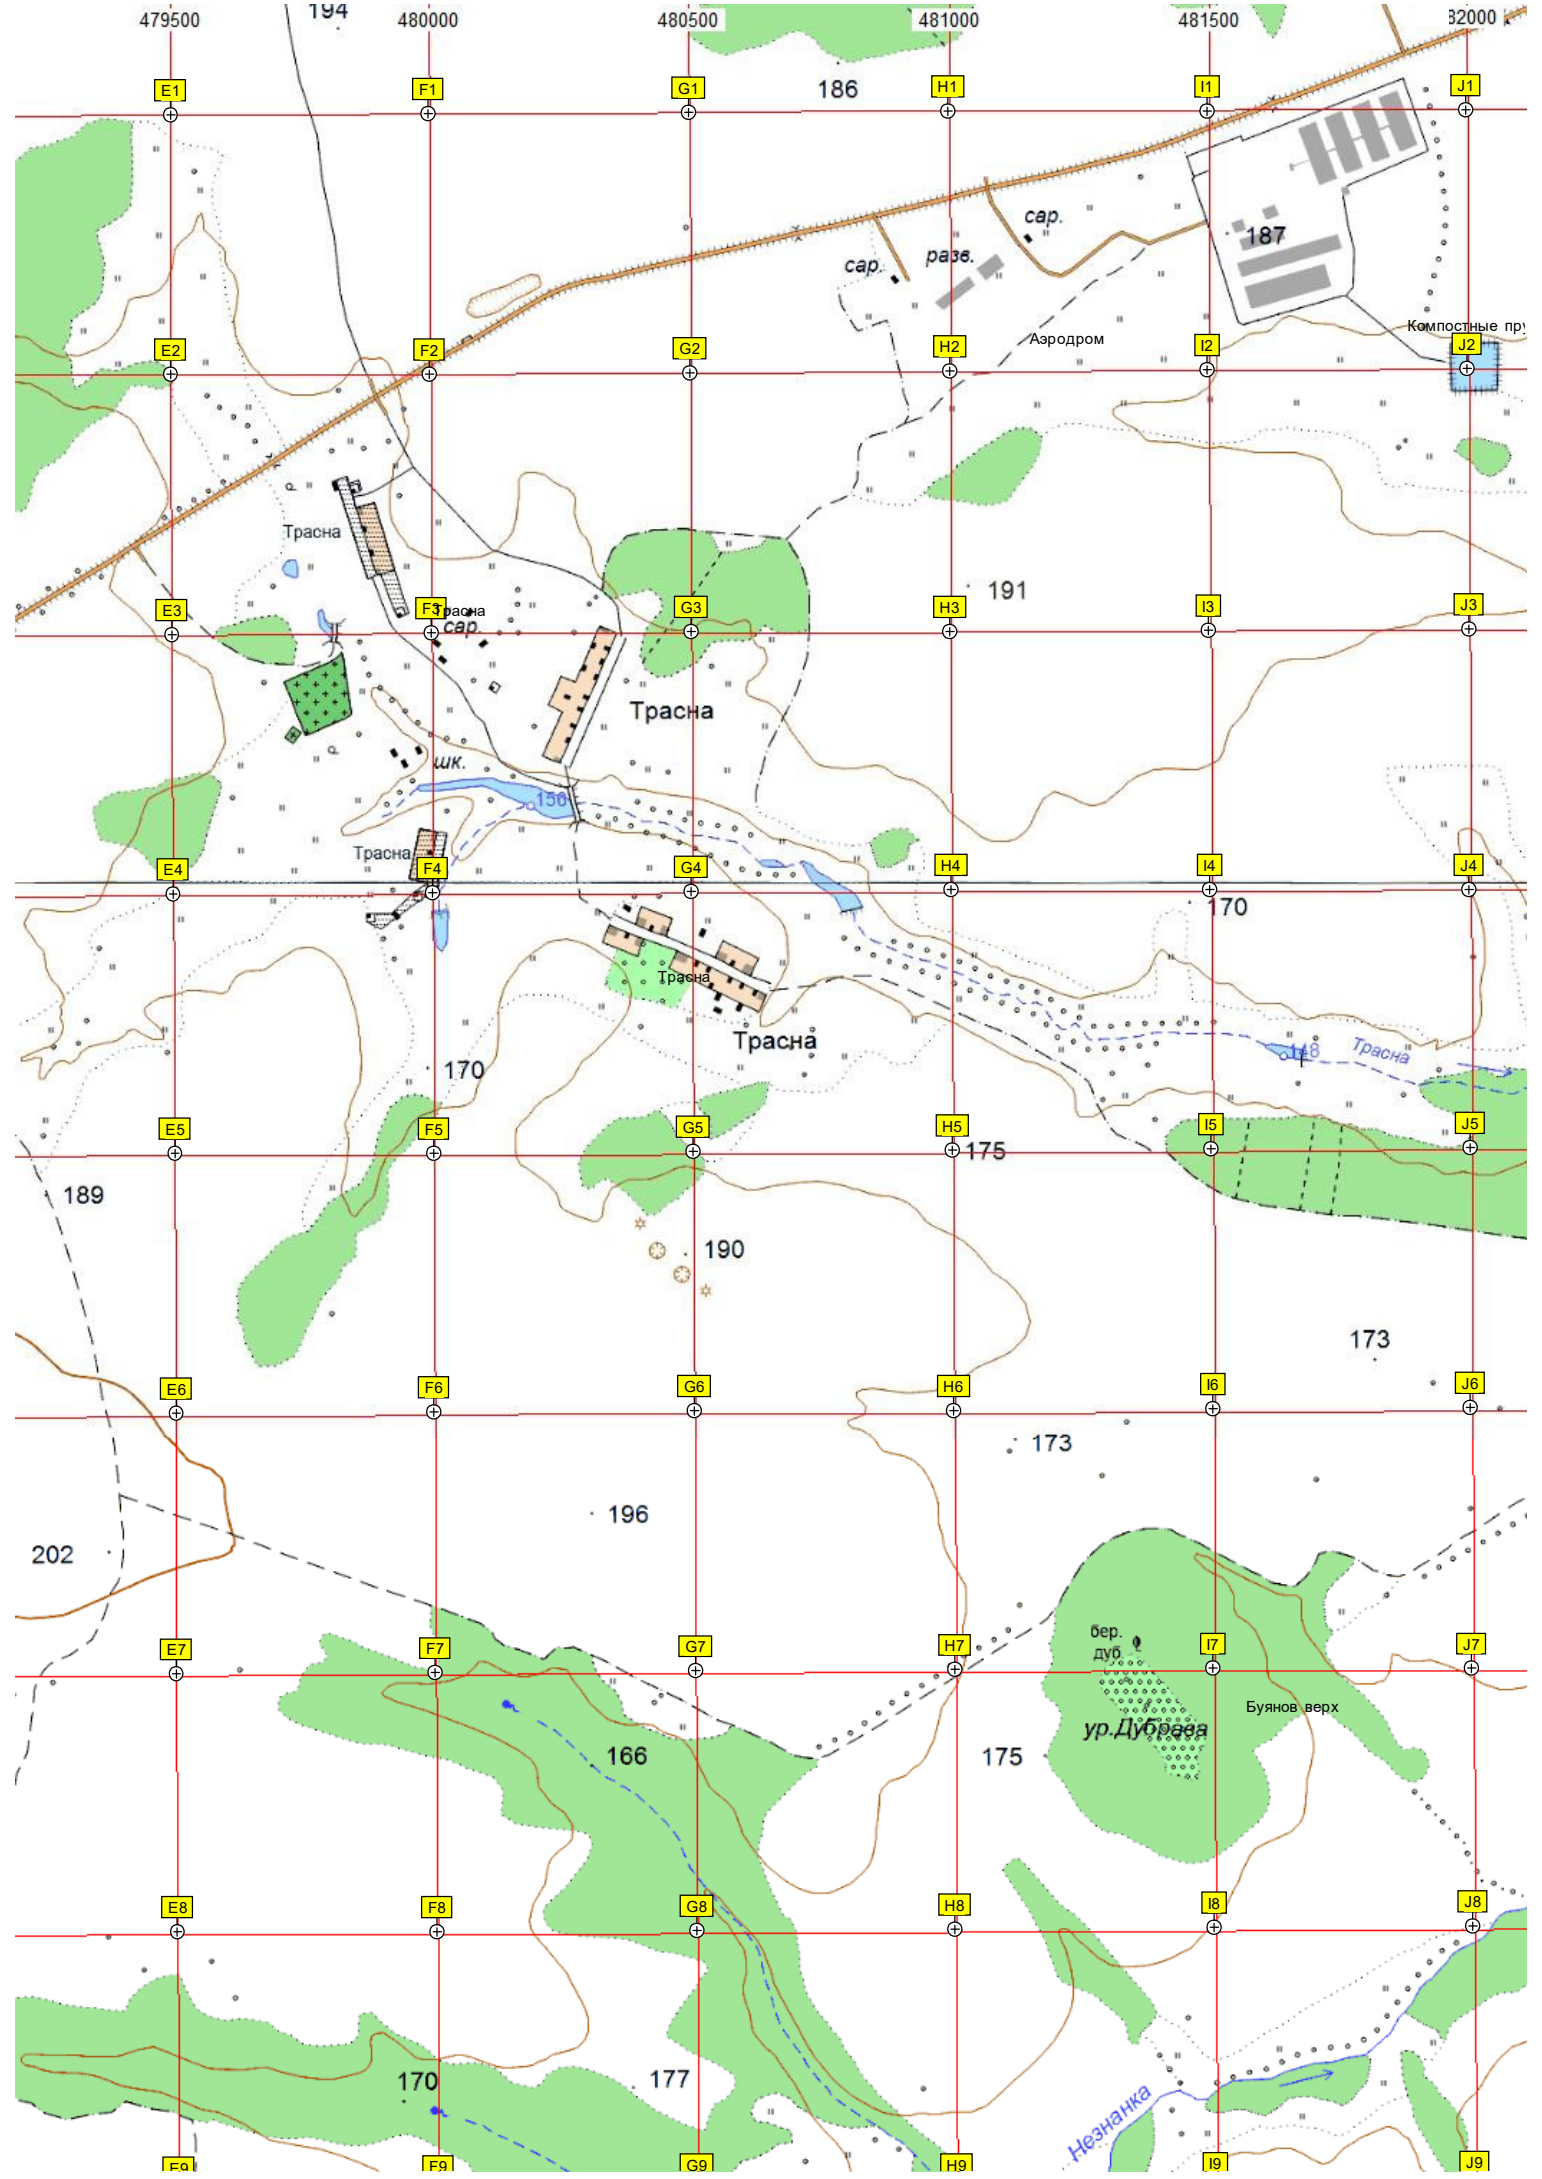 194
479500 480000 480500 481000 481500 82000
186
E1 F1 G1 H1 I1 J1
сар.
187
сар. разв.
Компостные пру
Аэродром
E2 F2 G2 H2 I2 J2
Трасна
191
E3 F3 G3 H3 I3 J3
Трасна
сар.
Трасна
шк.
150
Трасна
E4 F4 G4 H4 I4 J4
170
Трасна
Трасна
148 Трасна
170
E5 F5 G5 H5 I5 J5
175
189
190
173
E6 F6 G6 H6 I6 J6
173
196
202
бер.
дуб.
E7 F7 G7 H7 I7 J7
Буянов верх
ур.Дубрава
166 175
E8 F8 G8 H8 I8 J8
177
170
Незнанка
E9 F9 G9 H9 I9 J9